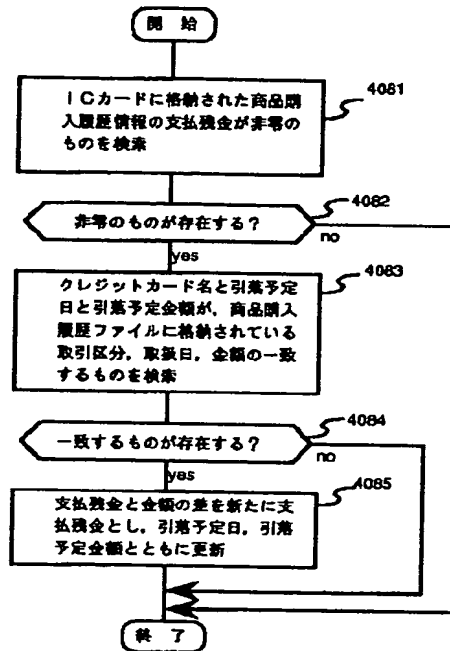 開 始
ICカードに格納された商品購
入履歴情報の支払残金が非零の
ものを検索
4081
非零のものが存在する？
4082
no
yes
クレジットカード名と引落予定
日と引落予定金額が，商品購入
履歴ファイルに格納されている
取引区分，取扱日，金額の一致
するものを検索
4083
一致するものが存在する？
4084
no
yes
支払残金と金額の差を新たに支
払残金とし，引落予定日，引落
予定金額とともに更新
4085
終 了